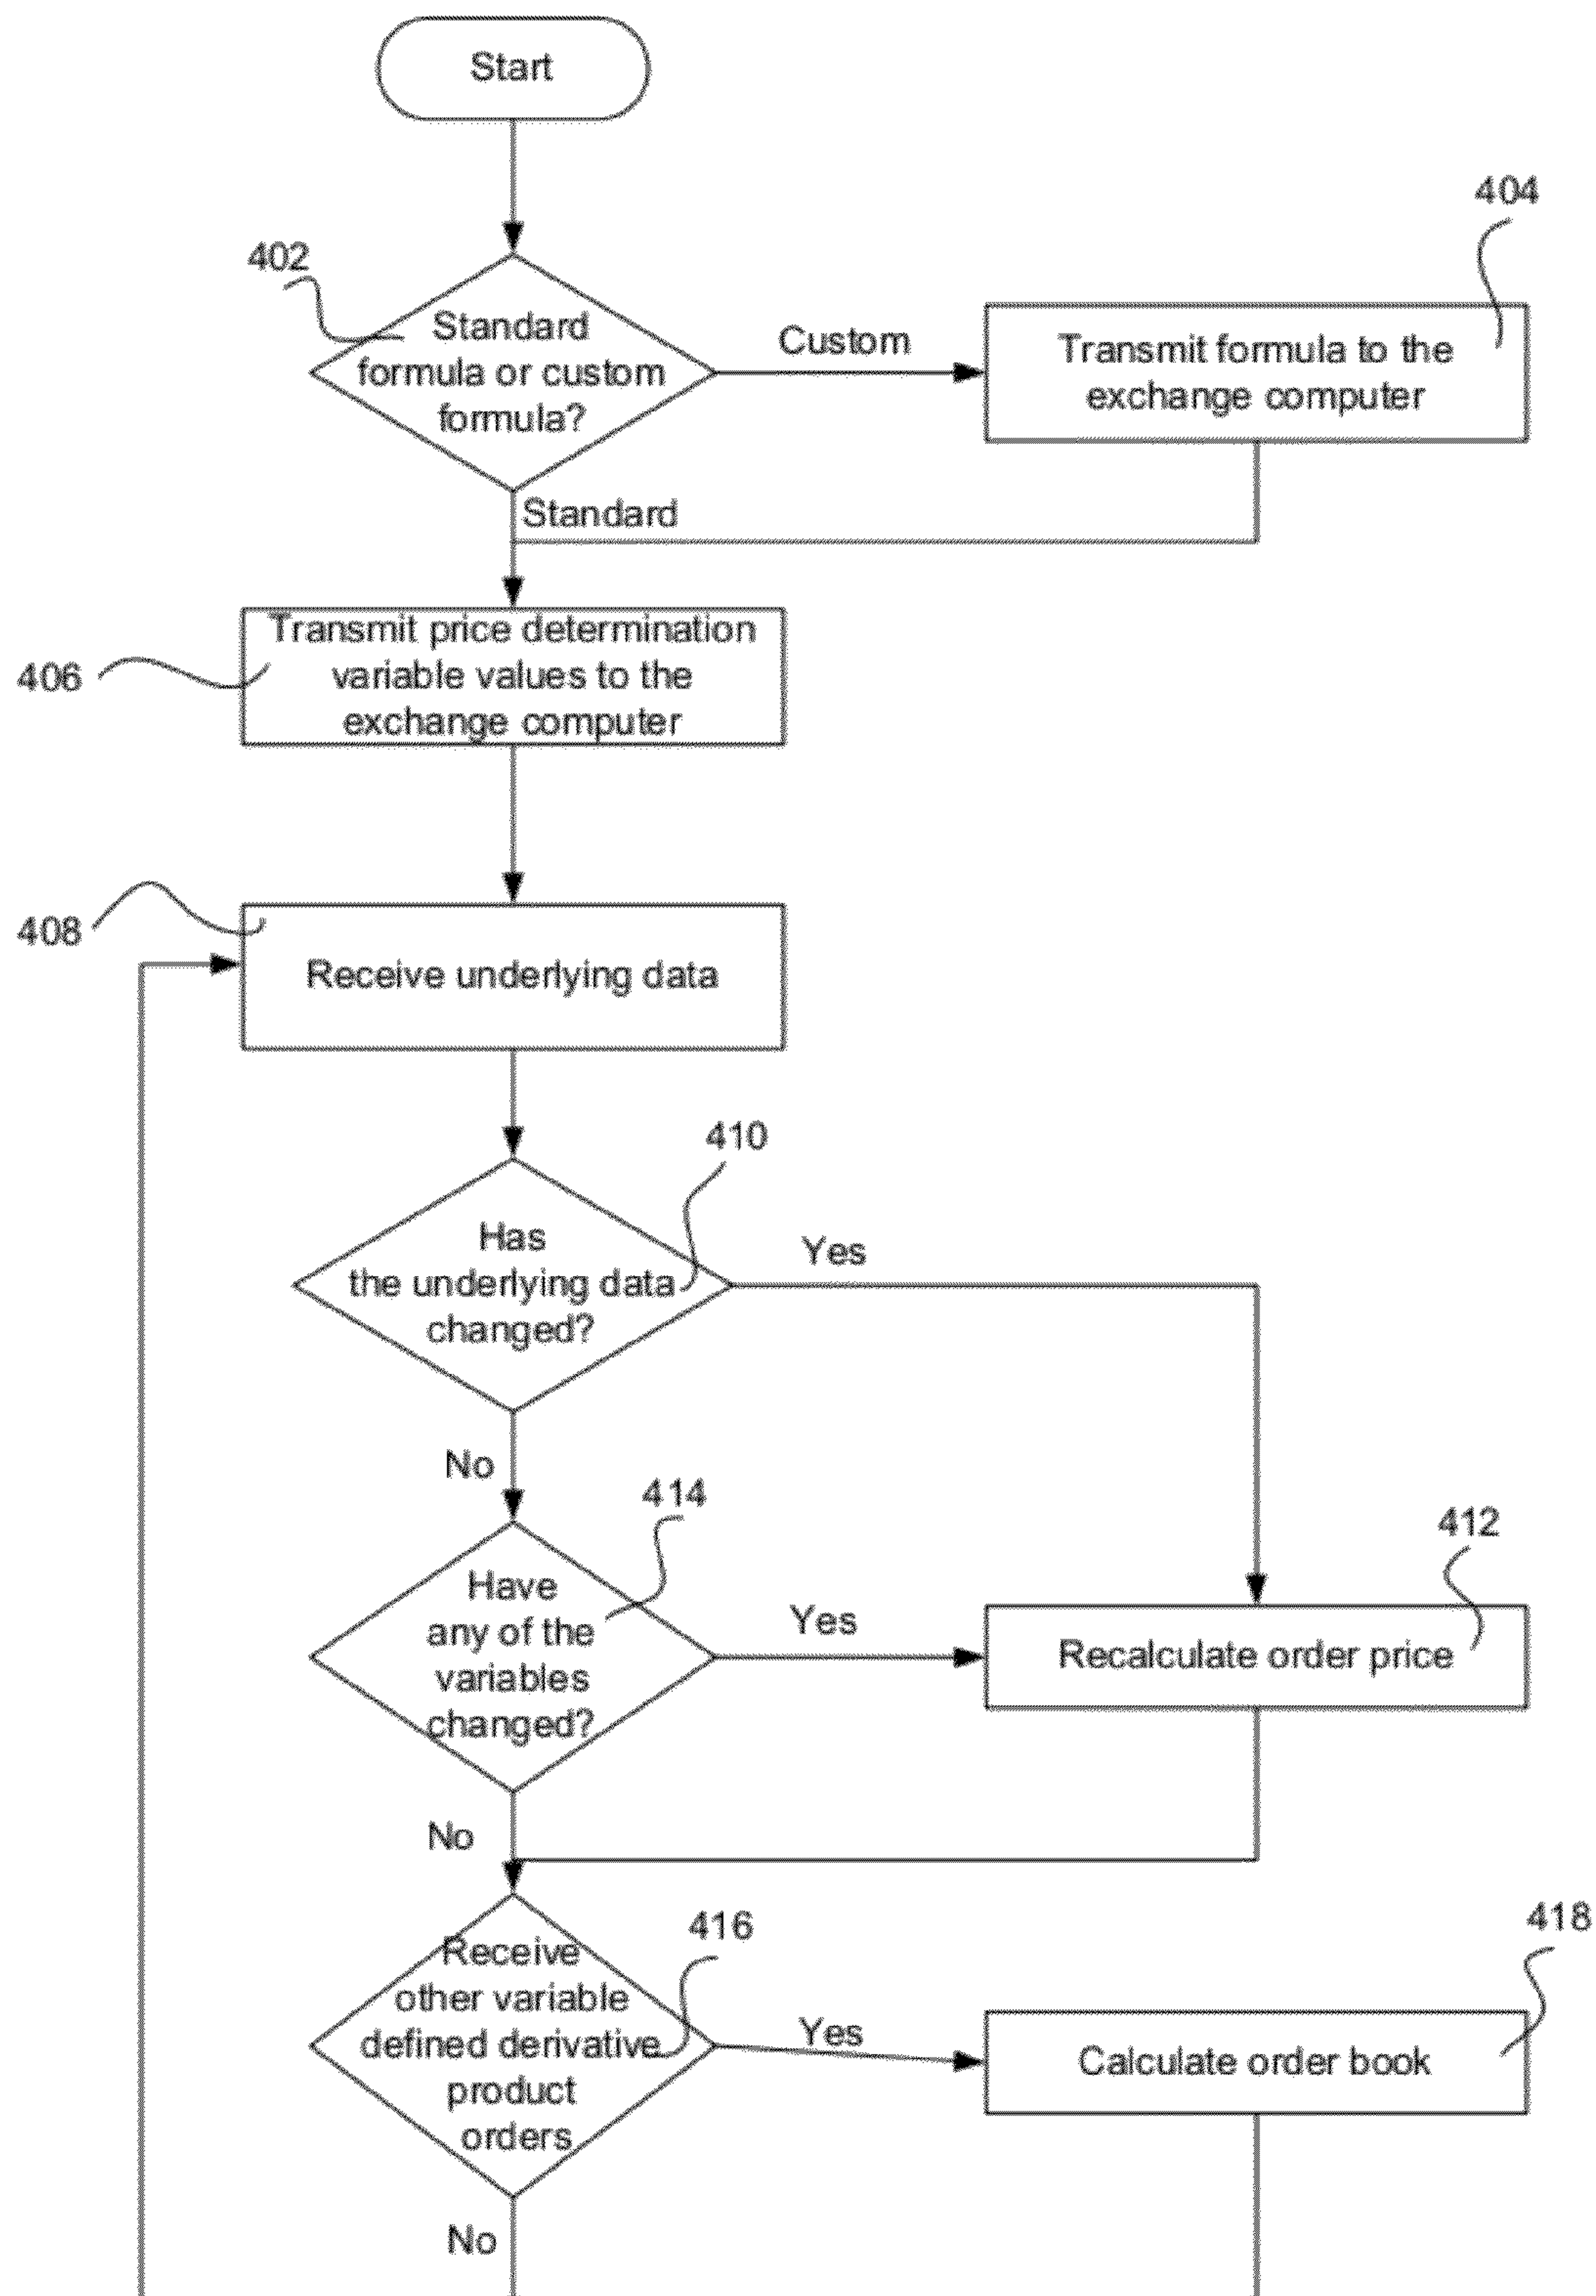 Start
402
Standard
formula or custom
formula?
Custom
404
Transmit formula to the
exchange computer
Standard
406
Transmit price determination
variable values to the
exchange computer
408
Receive underlying data
410
Has
the underlying data
changed?
Yes
No
414
Have
any of the
variables
changed?
Yes
412
Recalculate order price
No
416
Receive
other variable
defined derivative
product
orders
Yes
418
Calculate order book
No